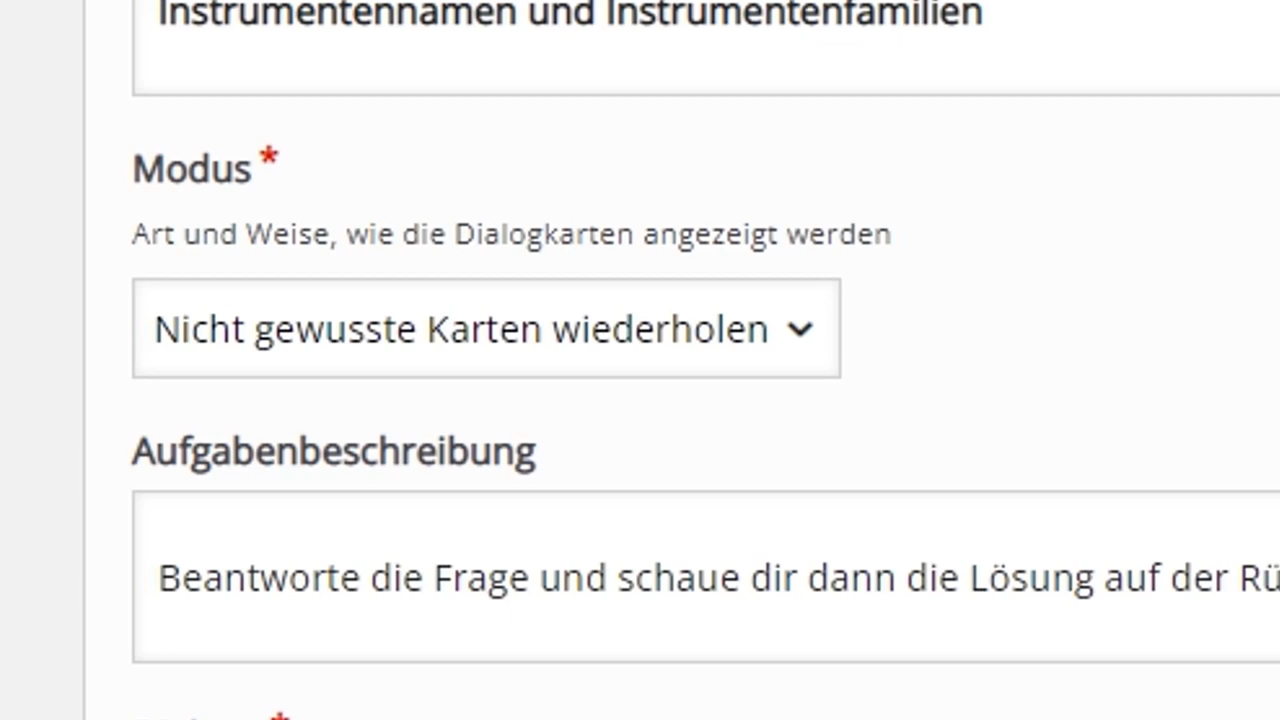 Instrumentennamen und Instrumentenfamilien
Modus *
Art und Weise, wie die Dialogkarten angezeigt werden
Nicht gewusste Karten wiederholen
Aufgabenbeschreibung
Beantworte die Frage und schaue dir dann die Lösung auf der Rü
*